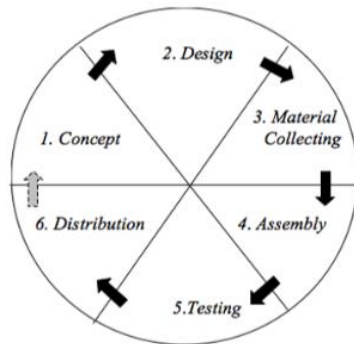 1. Concept
2. Design
3. Material
Collecting
4. Assembly
5.Testing
6. Distribution